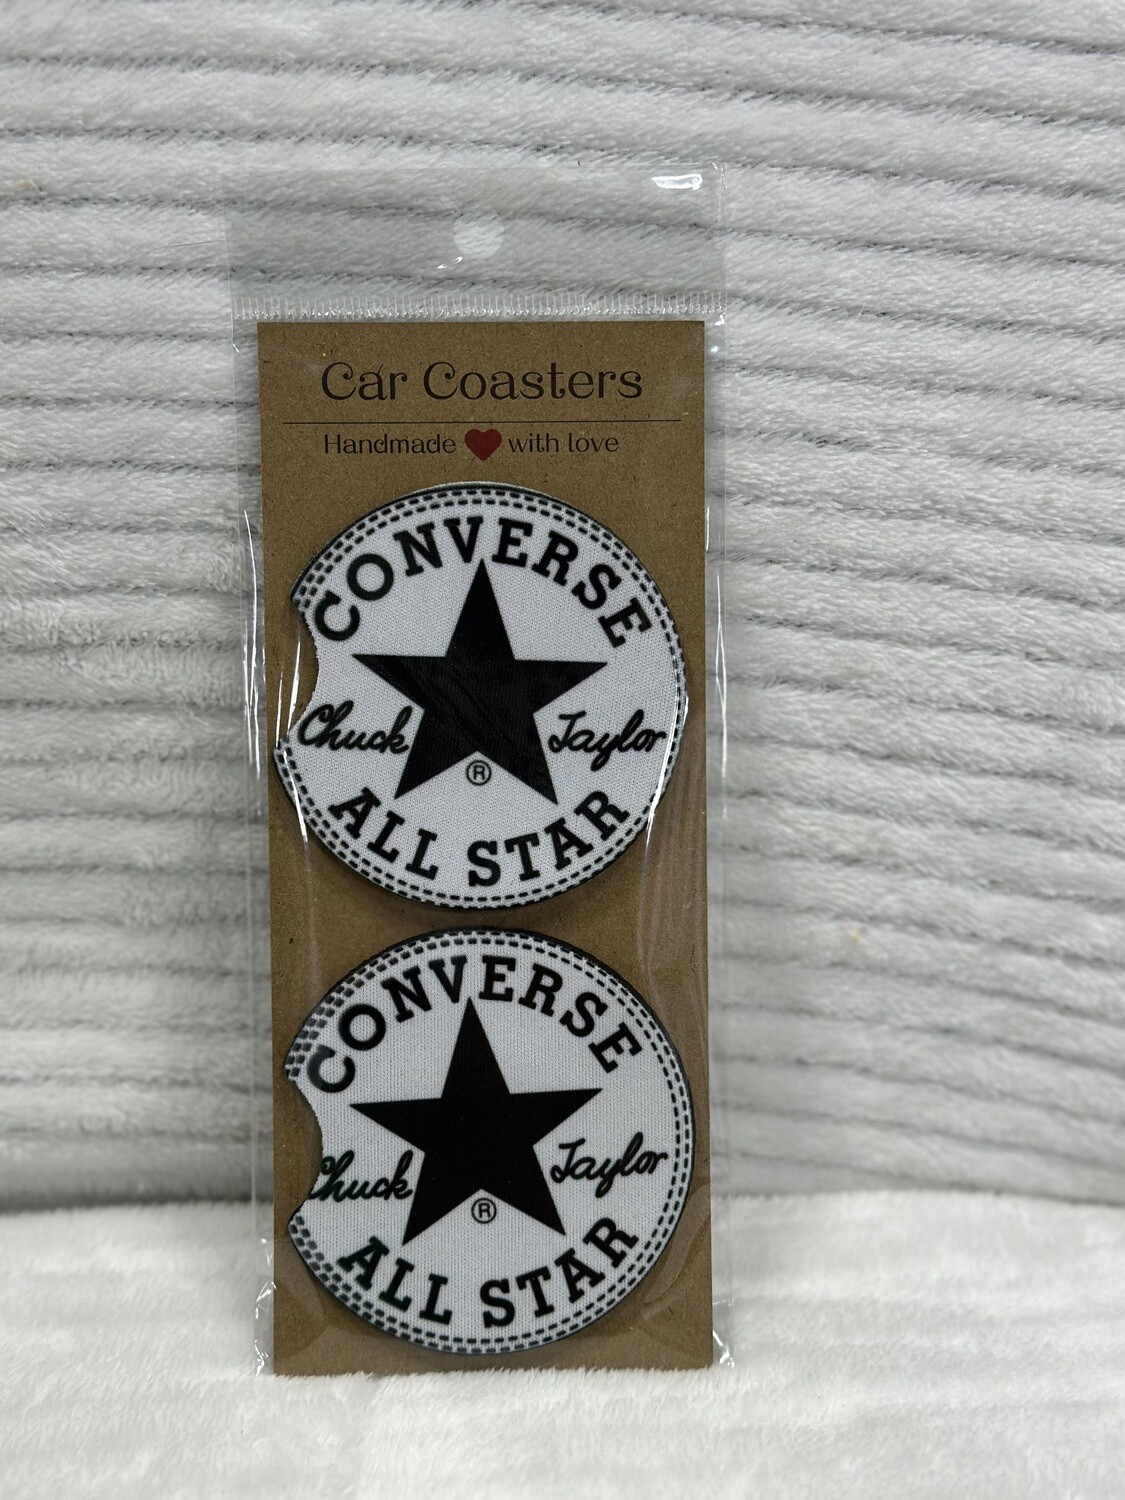 Car Coasters
Handmade ❤ with love
CONVERSE
Chuck Taylor
®
ALL STAR
CONVERSE
Chuck Taylor
®
ALL STAR